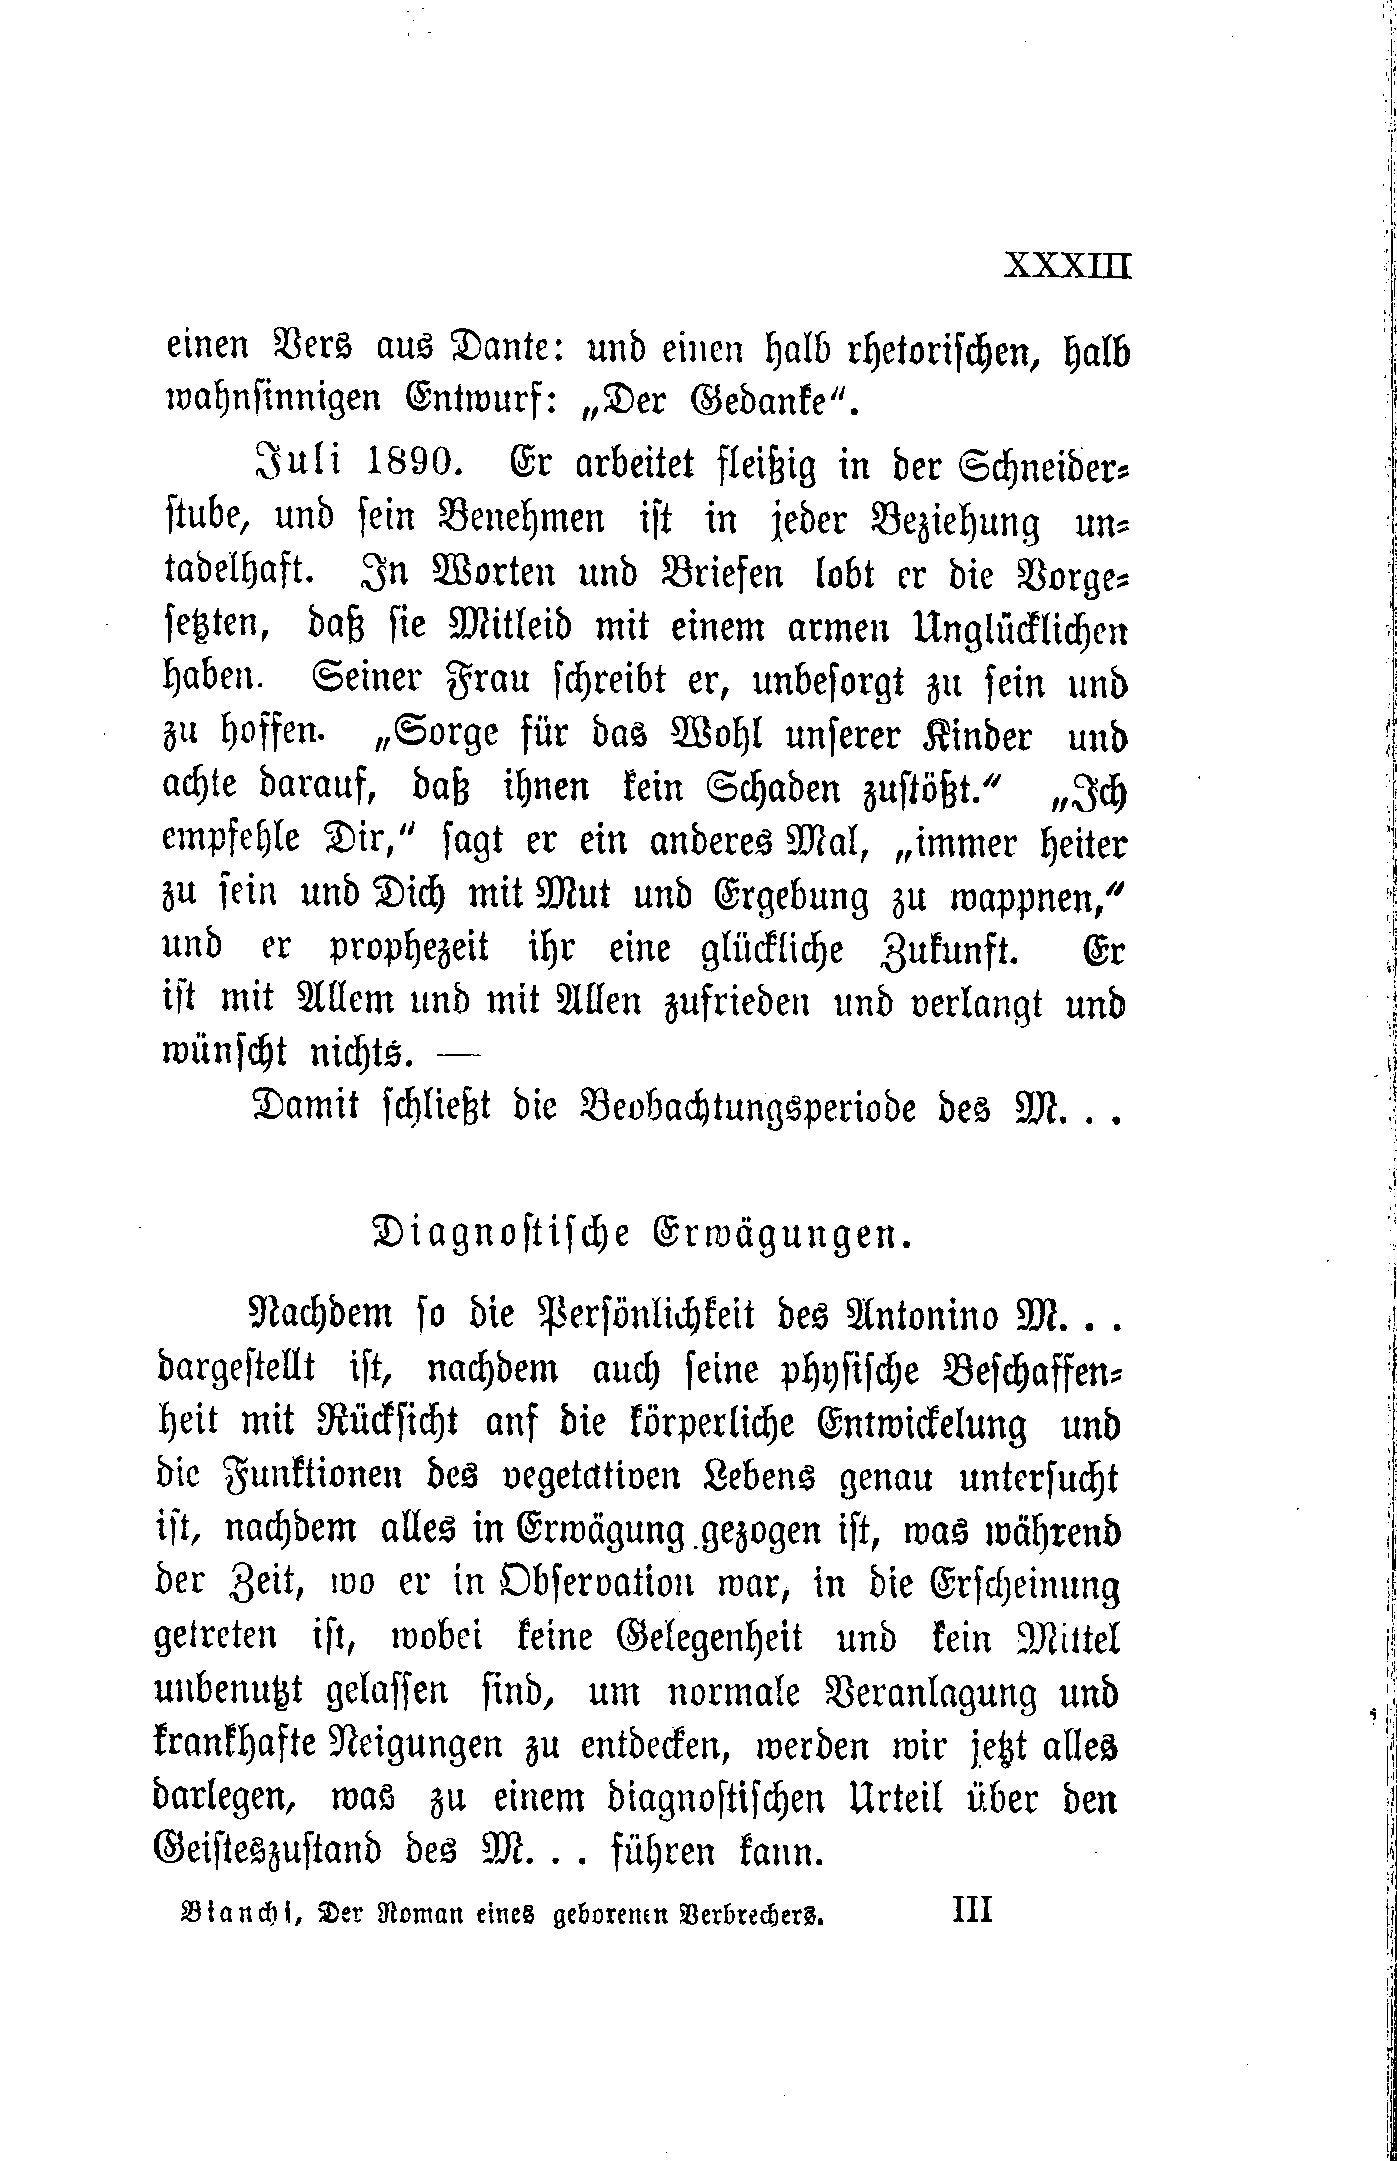 XXXIII
einen Vers aus Dante: und einen halb rhetorischen, halb
wahnsinnigen Entwurf: „Der Gedanke“.
Juli 1890. Er arbeitet fleißig in der Schneider-
stube, und sein Benehmen ist in jeder Beziehung un-
tadelhaft. In Worten und Briefen lobt er die Vorge-
setzten, daß sie Mitleid mit einem armen Unglücklichen
haben. Seiner Frau schreibt er, unbesorgt zu sein und
zu hoffen. „Sorge für das Wohl unserer Kinder und
achte darauf, daß ihnen kein Schaden zustößt.“ „Ich
empfehle Dir,“ sagt er ein anderes Mal, „immer heiter
zu sein und Dich mit Mut und Ergebung zu wappnen,“
und er prophezeit ihr eine glückliche Zukunft. Er
ist mit Allem und mit Allen zufrieden und verlangt und
wünscht nichts. —
Damit schließt die Beobachtungsperiode des M. . .
Diagnostische Erwägungen.
Nachdem so die Persönlichkeit des Antonino M. . .
dargestellt ist, nachdem auch seine physische Beschaffen-
heit mit Rücksicht anf die körperliche Entwickelung und
die Funktionen des vegetativen Lebens genau untersucht
ist, nachdem alles in Erwägung gezogen ist, was während
der Zeit, wo er in Observation war, in die Erscheinung
getreten ist, wobei keine Gelegenheit und kein Mittel
unbenutzt gelassen sind, um normale Veranlagung und
krankhafte Neigungen zu entdecken, werden wir jetzt alles
darlegen, was zu einem diagnostischen Urteil über den
Geisteszustand des M. . . führen kann.
Bianchi, Der Roman eines geborenen Verbrechers. III